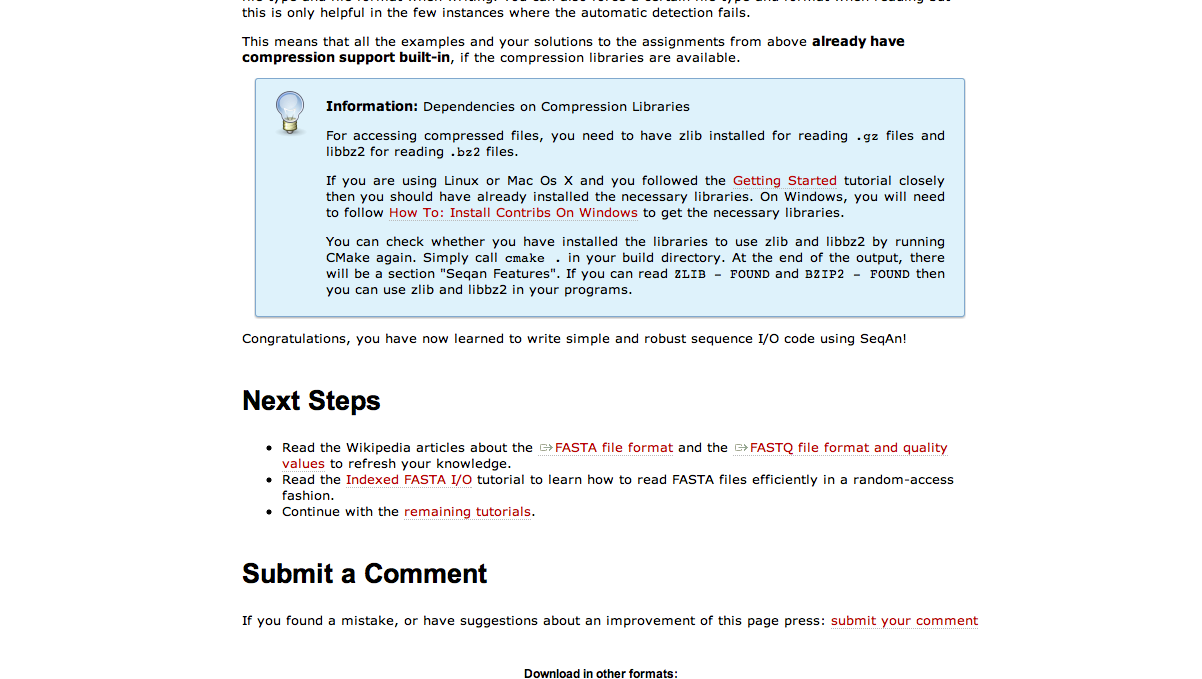 this is only helpful in the few instances where the automatic detection fails.
This means that all the examples and your solutions to the assignments from above already have
compression support built-in, if the compression libraries are available.
Information: Dependencies on Compression Libraries
For accessing compressed files, you need to have zlib installed for reading .gz files and
libbz2 for reading .bz2 files.
If you are using Linux or Mac Os X and you followed the Getting Started tutorial closely
then you should have already installed the necessary libraries. On Windows, you will need
to follow How To: Install Contribs On Windows to get the necessary libraries.
You can check whether you have installed the libraries to use zlib and libbz2 by running
CMake again. Simply call cmake . in your build directory. At the end of the output, there
will be a section "Seqan Features". If you can read ZLIB - FOUND and BZIP2 - FOUND then
you can use zlib and libbz2 in your programs.
Congratulations, you have now learned to write simple and robust sequence I/O code using SeqAn!
Next Steps
• Read the Wikipedia articles about the FASTA file format and the FASTQ file format and quality
values to refresh your knowledge.
• Read the Indexed FASTA I/O tutorial to learn how to read FASTA files efficiently in a random-access
fashion.
• Continue with the remaining tutorials.
Submit a Comment
If you found a mistake, or have suggestions about an improvement of this page press: submit your comment
Download in other formats: